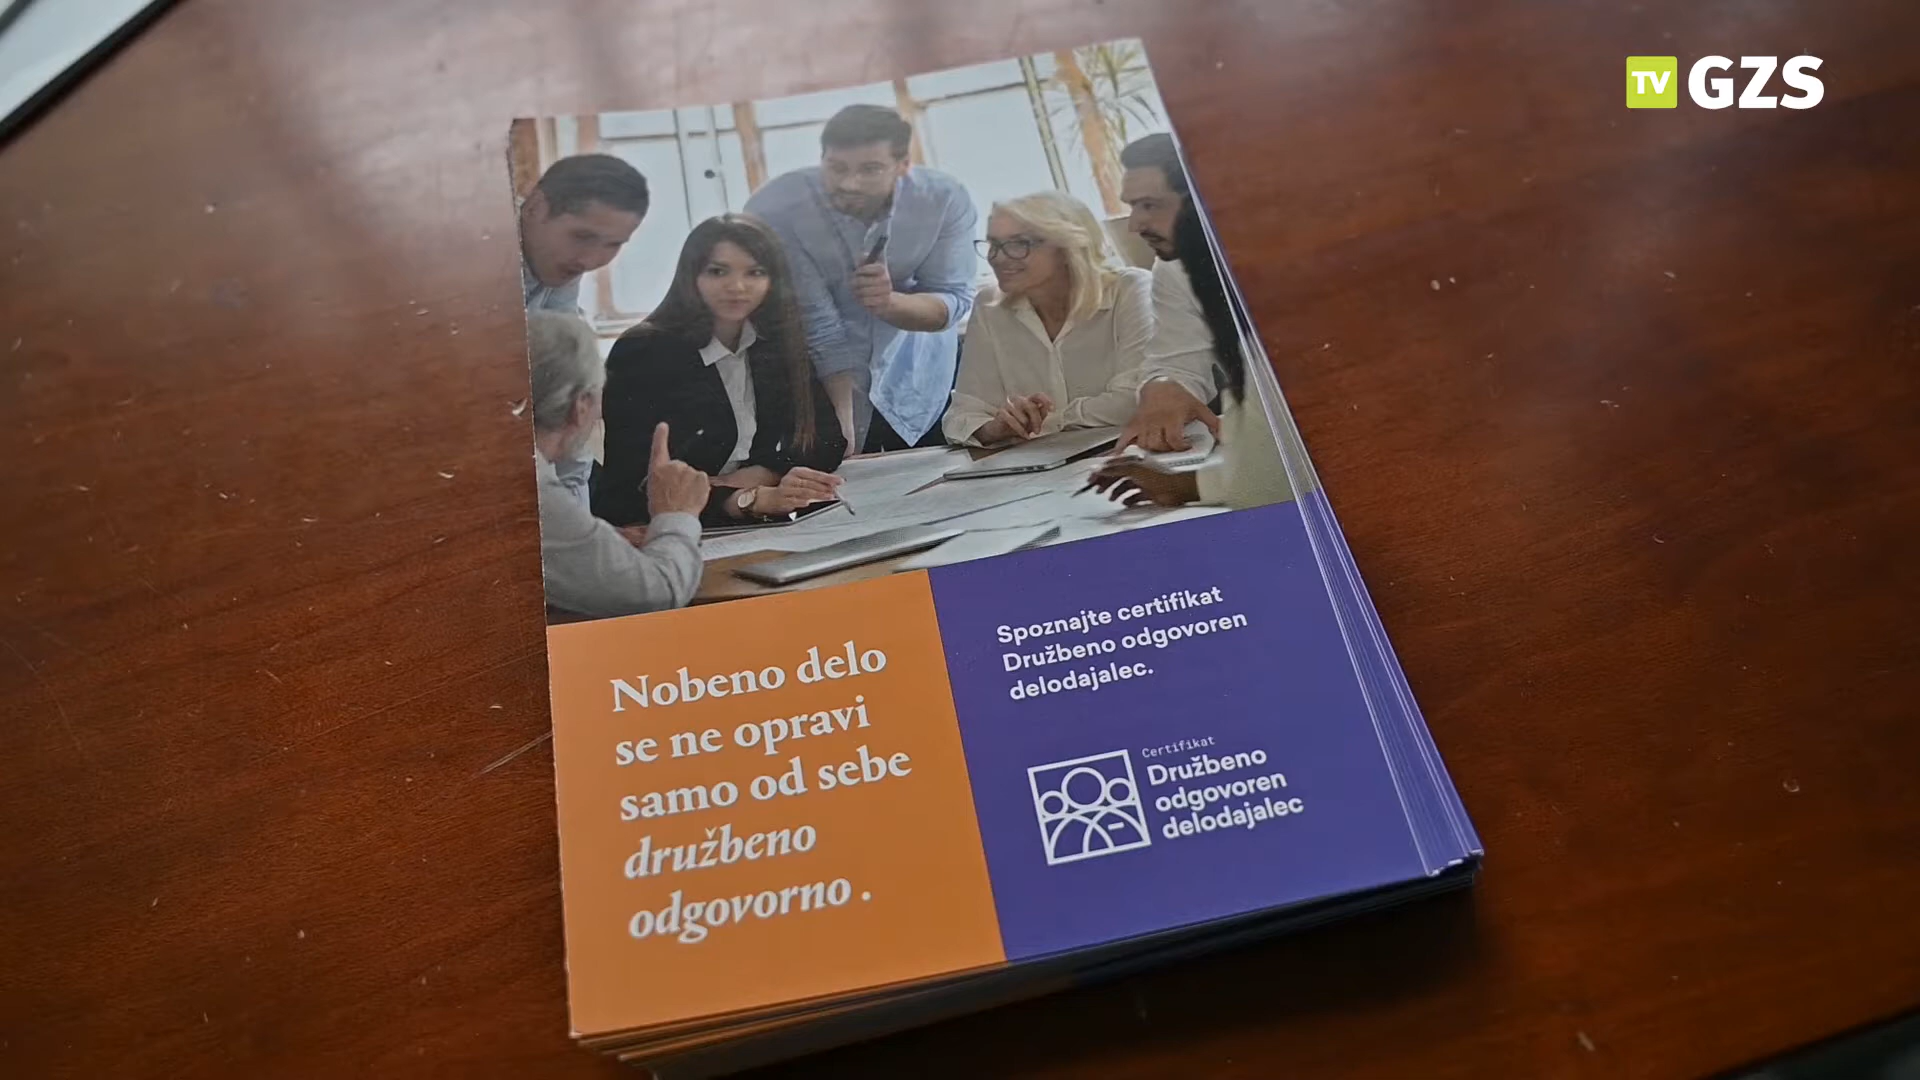 TV GZS
Nobeno delo
se ne opravi
samo od sebe
družbeno
odgovorno .
Spoznajte certifikat
Družbeno odgovoren
delodajalec.
Certifikat
Družbeno
odgovoren
delodajalec